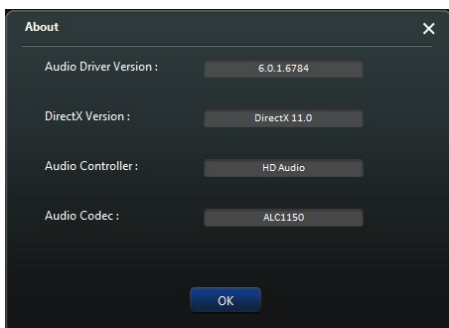 About
Audio Driver Version : 6.0.1.6784
DirectX Version : DirectX 11.0
Audio Controller : HD Audio
Audio Codec : ALC1150
OK